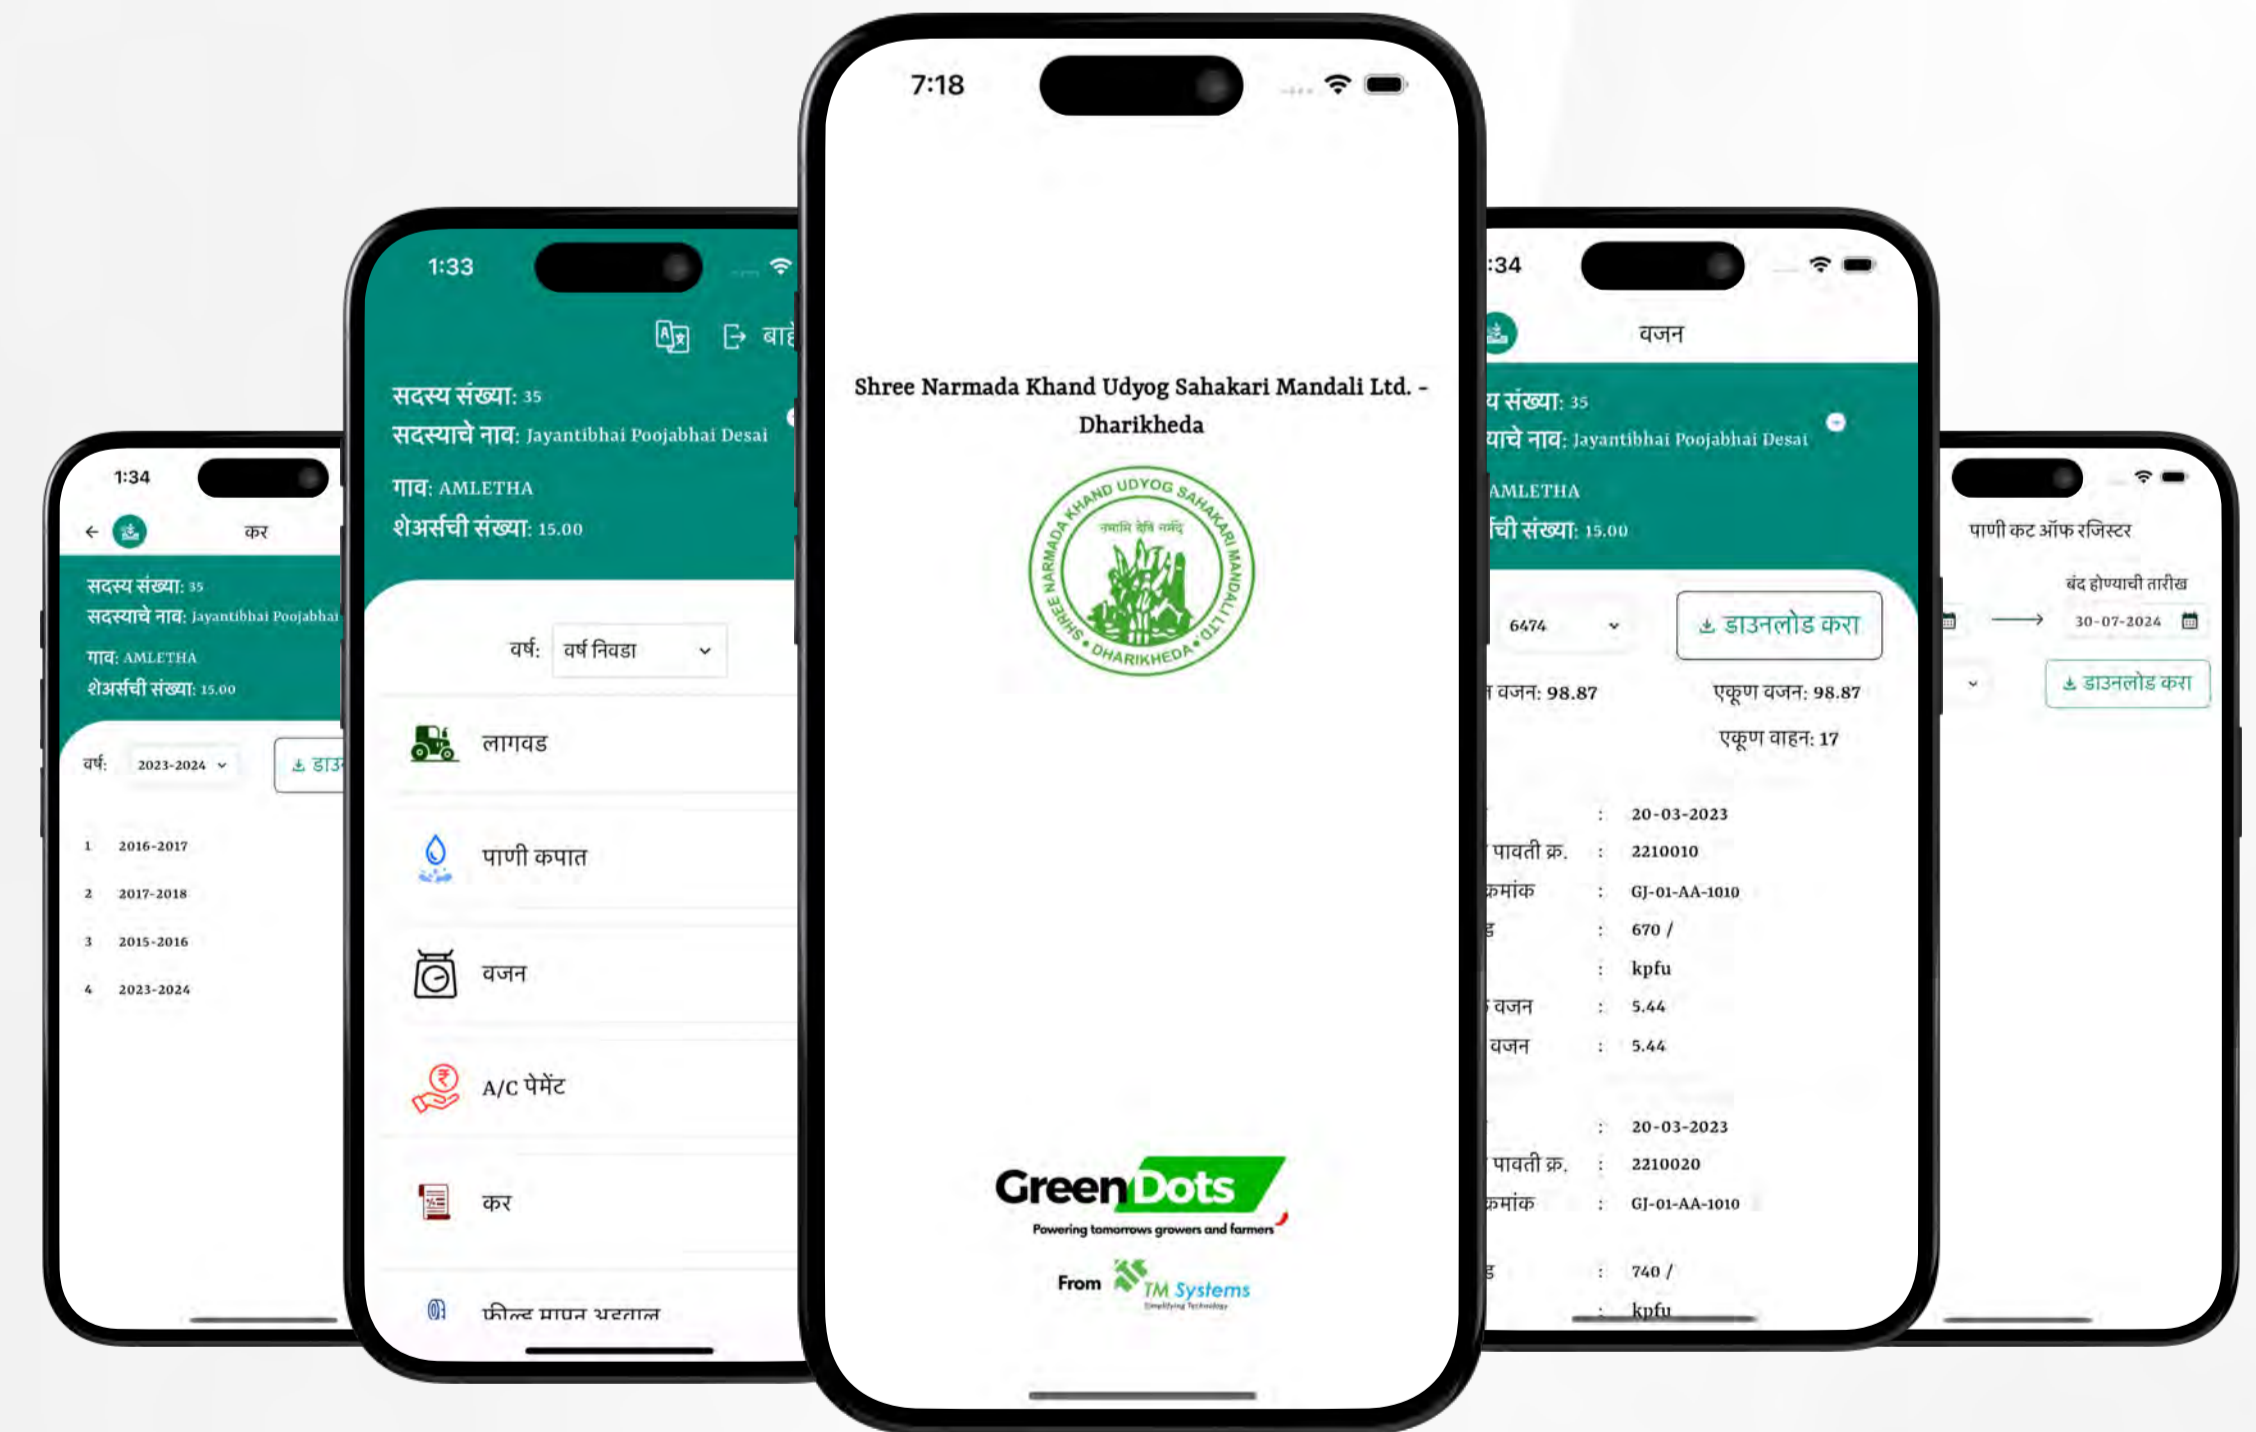 1:34
कर
सदस्य संख्या: 35
सदस्याचे नाव: Jayantibhai Poojabhai
गाव: AMLETHA
शेअर्सची संख्या: 15.00
वर्ष: 2023-2024
1 2016-2017
2 2017-2018
3 2015-2016
4 2023-2024
1:33
सदस्य संख्या: 35
सदस्याचे नाव: Jayantibhai Poojabhai Desai
गाव: AMLETHA
शेअर्सची संख्या: 15.00
वर्ष: वर्ष निवडा
लागवड
पाणी कपात
वजन
A/C पेमेंट
कर
7:18
Shree Narmada Khand Udyog Sahakari Mandali Ltd. -
Dharikheda
SHREE NARMADA KHAND UDYOG SAHAKARI MANDALI LTD.
नमामि देवि नर्मदे
• DHARIKHEDA •
GreenDots
Powering tomorrows growers and farmers
From TM Systems
Simplifying Technology
:34
वजन
संख्या: 35
नाव: Jayantibhai Poojabhai Desai
AMLETHA
संख्या: 15.00
6474 डाउनलोड करा
वजन: 98.87 एकूण वजन: 98.87
एकूण वाहन: 17
: 20-03-2023
पावती क्र. : 2210010
क्रमांक : GJ-01-AA-1010
: 670 /
: kpfu
वजन : 5.44
वजन : 5.44
: 20-03-2023
पावती क्र. : 2210020
क्रमांक : GJ-01-AA-1010
: 740 /
: kpfu
पाणी कट ऑफ रजिस्टर
बंद होण्याची तारीख
30-07-2024
डाउनलोड करा